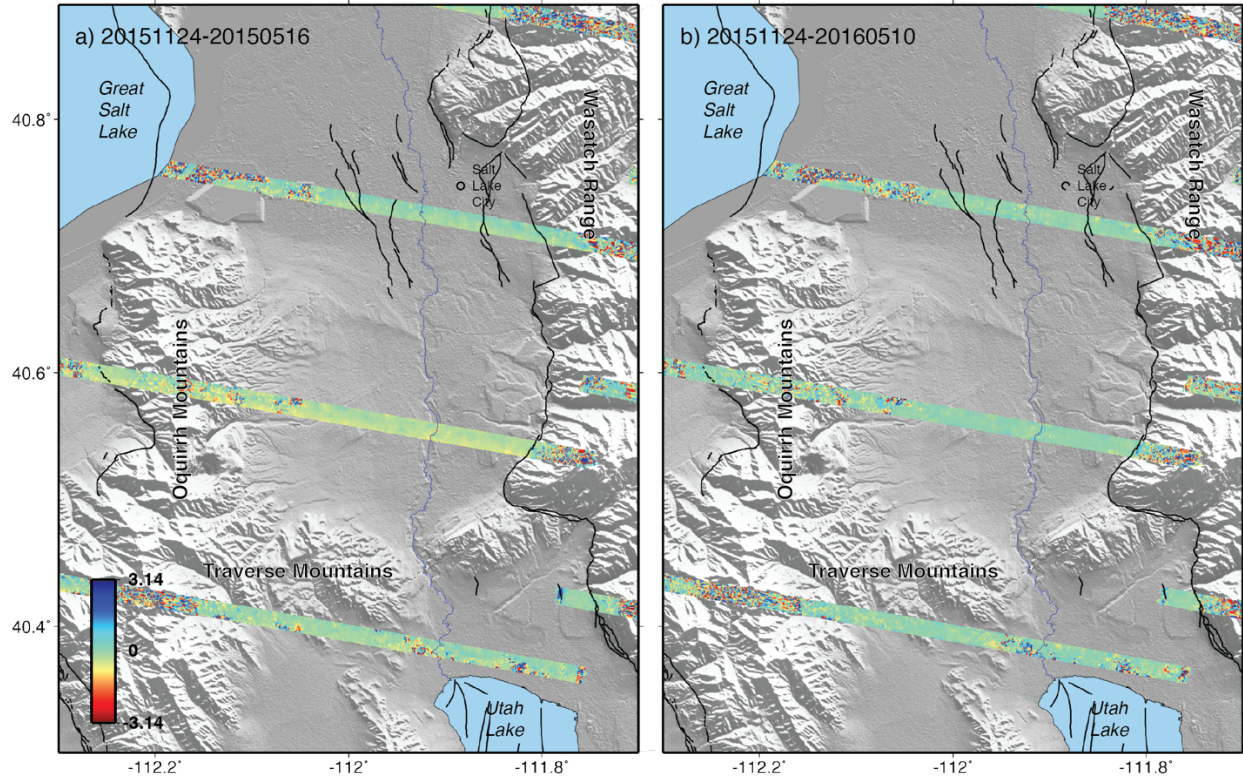 a) 20151124-20150516
b) 20151124-20160510
Great
Salt
Lake
Wasatch Range
Salt
Lake
City
Oquirrh Mountains
Traverse Mountains
Utah
Lake
3.14
0
-3.14
Great
Salt
Lake
Wasatch Range
Salt
Lake
City
Oquirrh Mountains
Traverse Mountains
Utah
Lake
40.8°
40.6°
40.4°
-112.2°
-112°
-111.8°
-112.2°
-112°
-111.8°